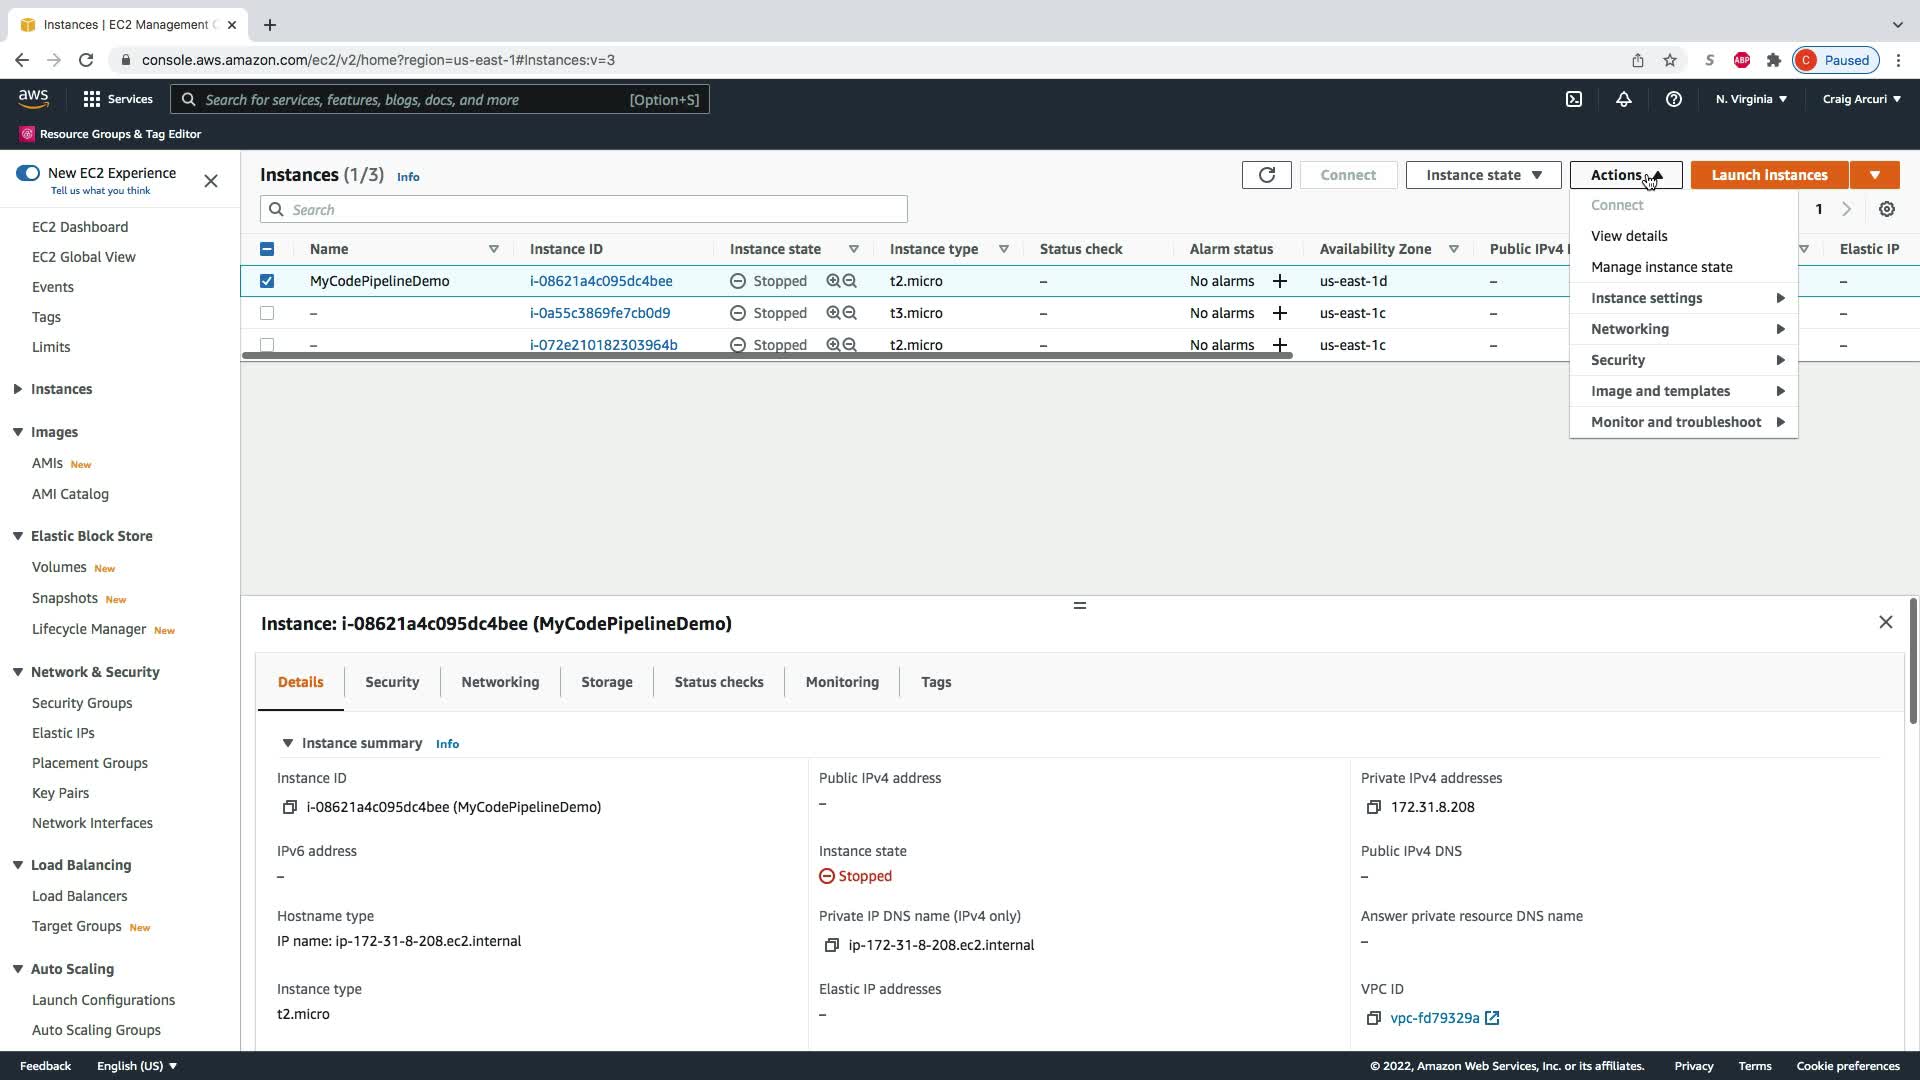 Instances | EC2 Management C
console.aws.amazon.com/ec2/v2/home?region=us-east-1#Instances:v=3
S
ABP
C Paused
aws
Services
Search for services, features, blogs, docs, and more [Option+S]
N. Virginia
Craig Arcuri
Resource Groups & Tag Editor
New EC2 Experience
Tell us what you think
EC2 Dashboard
EC2 Global View
Events
Tags
Limits
Instances
Images
AMIs New
AMI Catalog
Elastic Block Store
Volumes New
Snapshots New
Lifecycle Manager New
Network & Security
Security Groups
Elastic IPs
Placement Groups
Key Pairs
Network Interfaces
Load Balancing
Load Balancers
Target Groups New
Auto Scaling
Launch Configurations
Auto Scaling Groups
Instances (1/3) Info
Connect
Instance state
Actions
Launch Instances
Search
1
Connect
View details
Manage instance state
Instance settings
Networking
Security
Image and templates
Monitor and troubleshoot
Name Instance ID Instance state Instance type Status check Alarm status Availability Zone Public IPv4 Elastic IP
MyCodePipelineDemo i-08621a4c095dc4bee Stopped t2.micro – No alarms + us-east-1d – –
– i-0a55c3869fe7cb0d9 Stopped t3.micro – No alarms + us-east-1c – –
– i-072e210182303964b Stopped t2.micro – No alarms + us-east-1c – –
Instance: i-08621a4c095dc4bee (MyCodePipelineDemo)
Details Security Networking Storage Status checks Monitoring Tags
Instance summary Info
Instance ID
i-08621a4c095dc4bee (MyCodePipelineDemo)
Public IPv4 address
–
Private IPv4 addresses
172.31.8.208
IPv6 address
–
Instance state
Stopped
Public IPv4 DNS
–
Hostname type
IP name: ip-172-31-8-208.ec2.internal
Private IP DNS name (IPv4 only)
ip-172-31-8-208.ec2.internal
Answer private resource DNS name
–
Instance type
t2.micro
Elastic IP addresses
–
VPC ID
vpc-fd79329a
Feedback English (US)
© 2022, Amazon Web Services, Inc. or its affiliates. Privacy Terms Cookie preferences